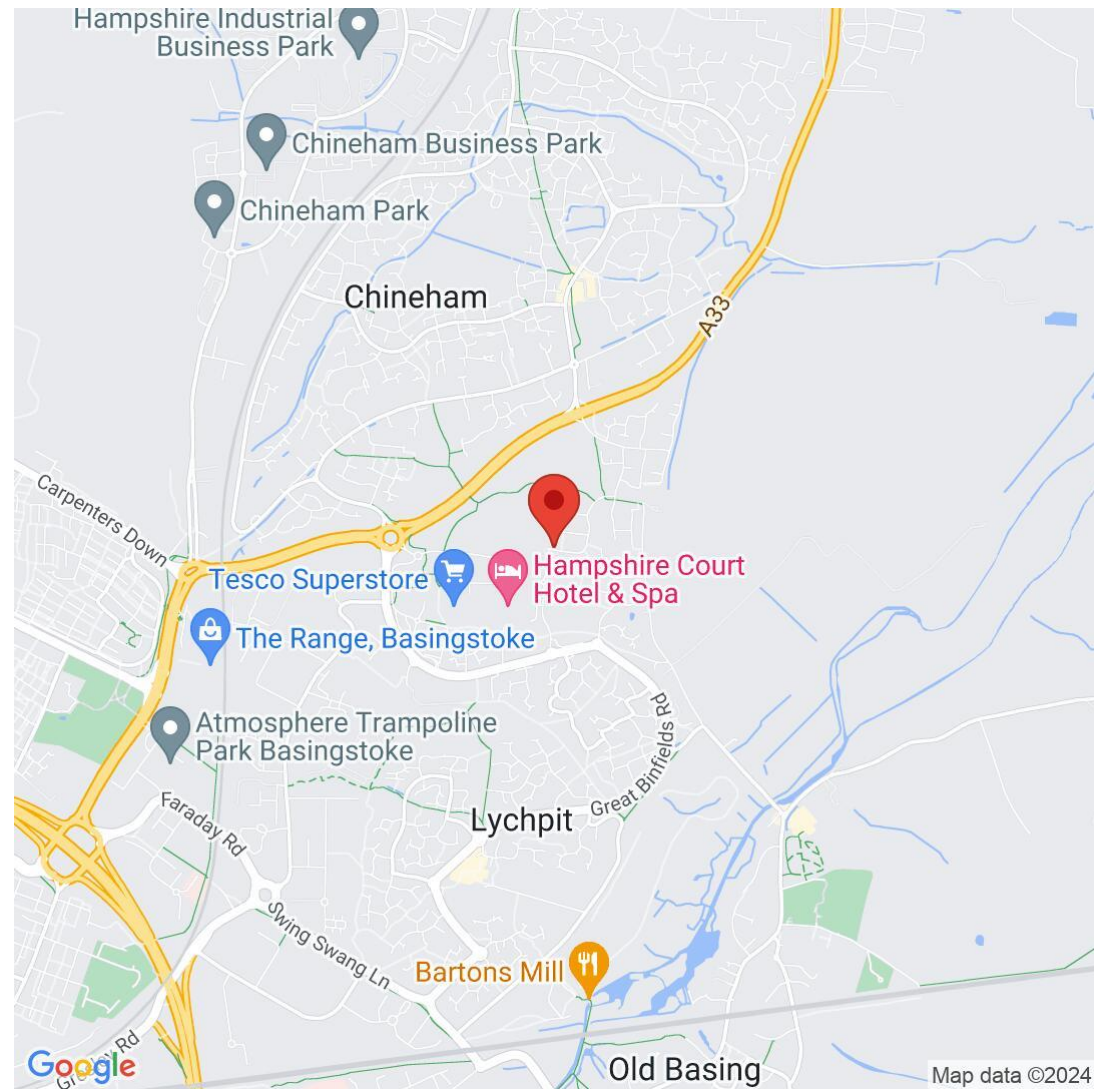 Hampshire Industrial
Business Park
Chineham Business Park
Chineham Park
Chineham
A33
Carpenters Down
Tesco Superstore
Hampshire Court
Hotel & Spa
The Range, Basingstoke
Atmosphere Trampoline
Park Basingstoke
Great Binfields Rd
Faraday Rd
Lychpit
Swing Swang Ln
Bartons Mill
Old Basing
Rd
Google
Map data ©2024